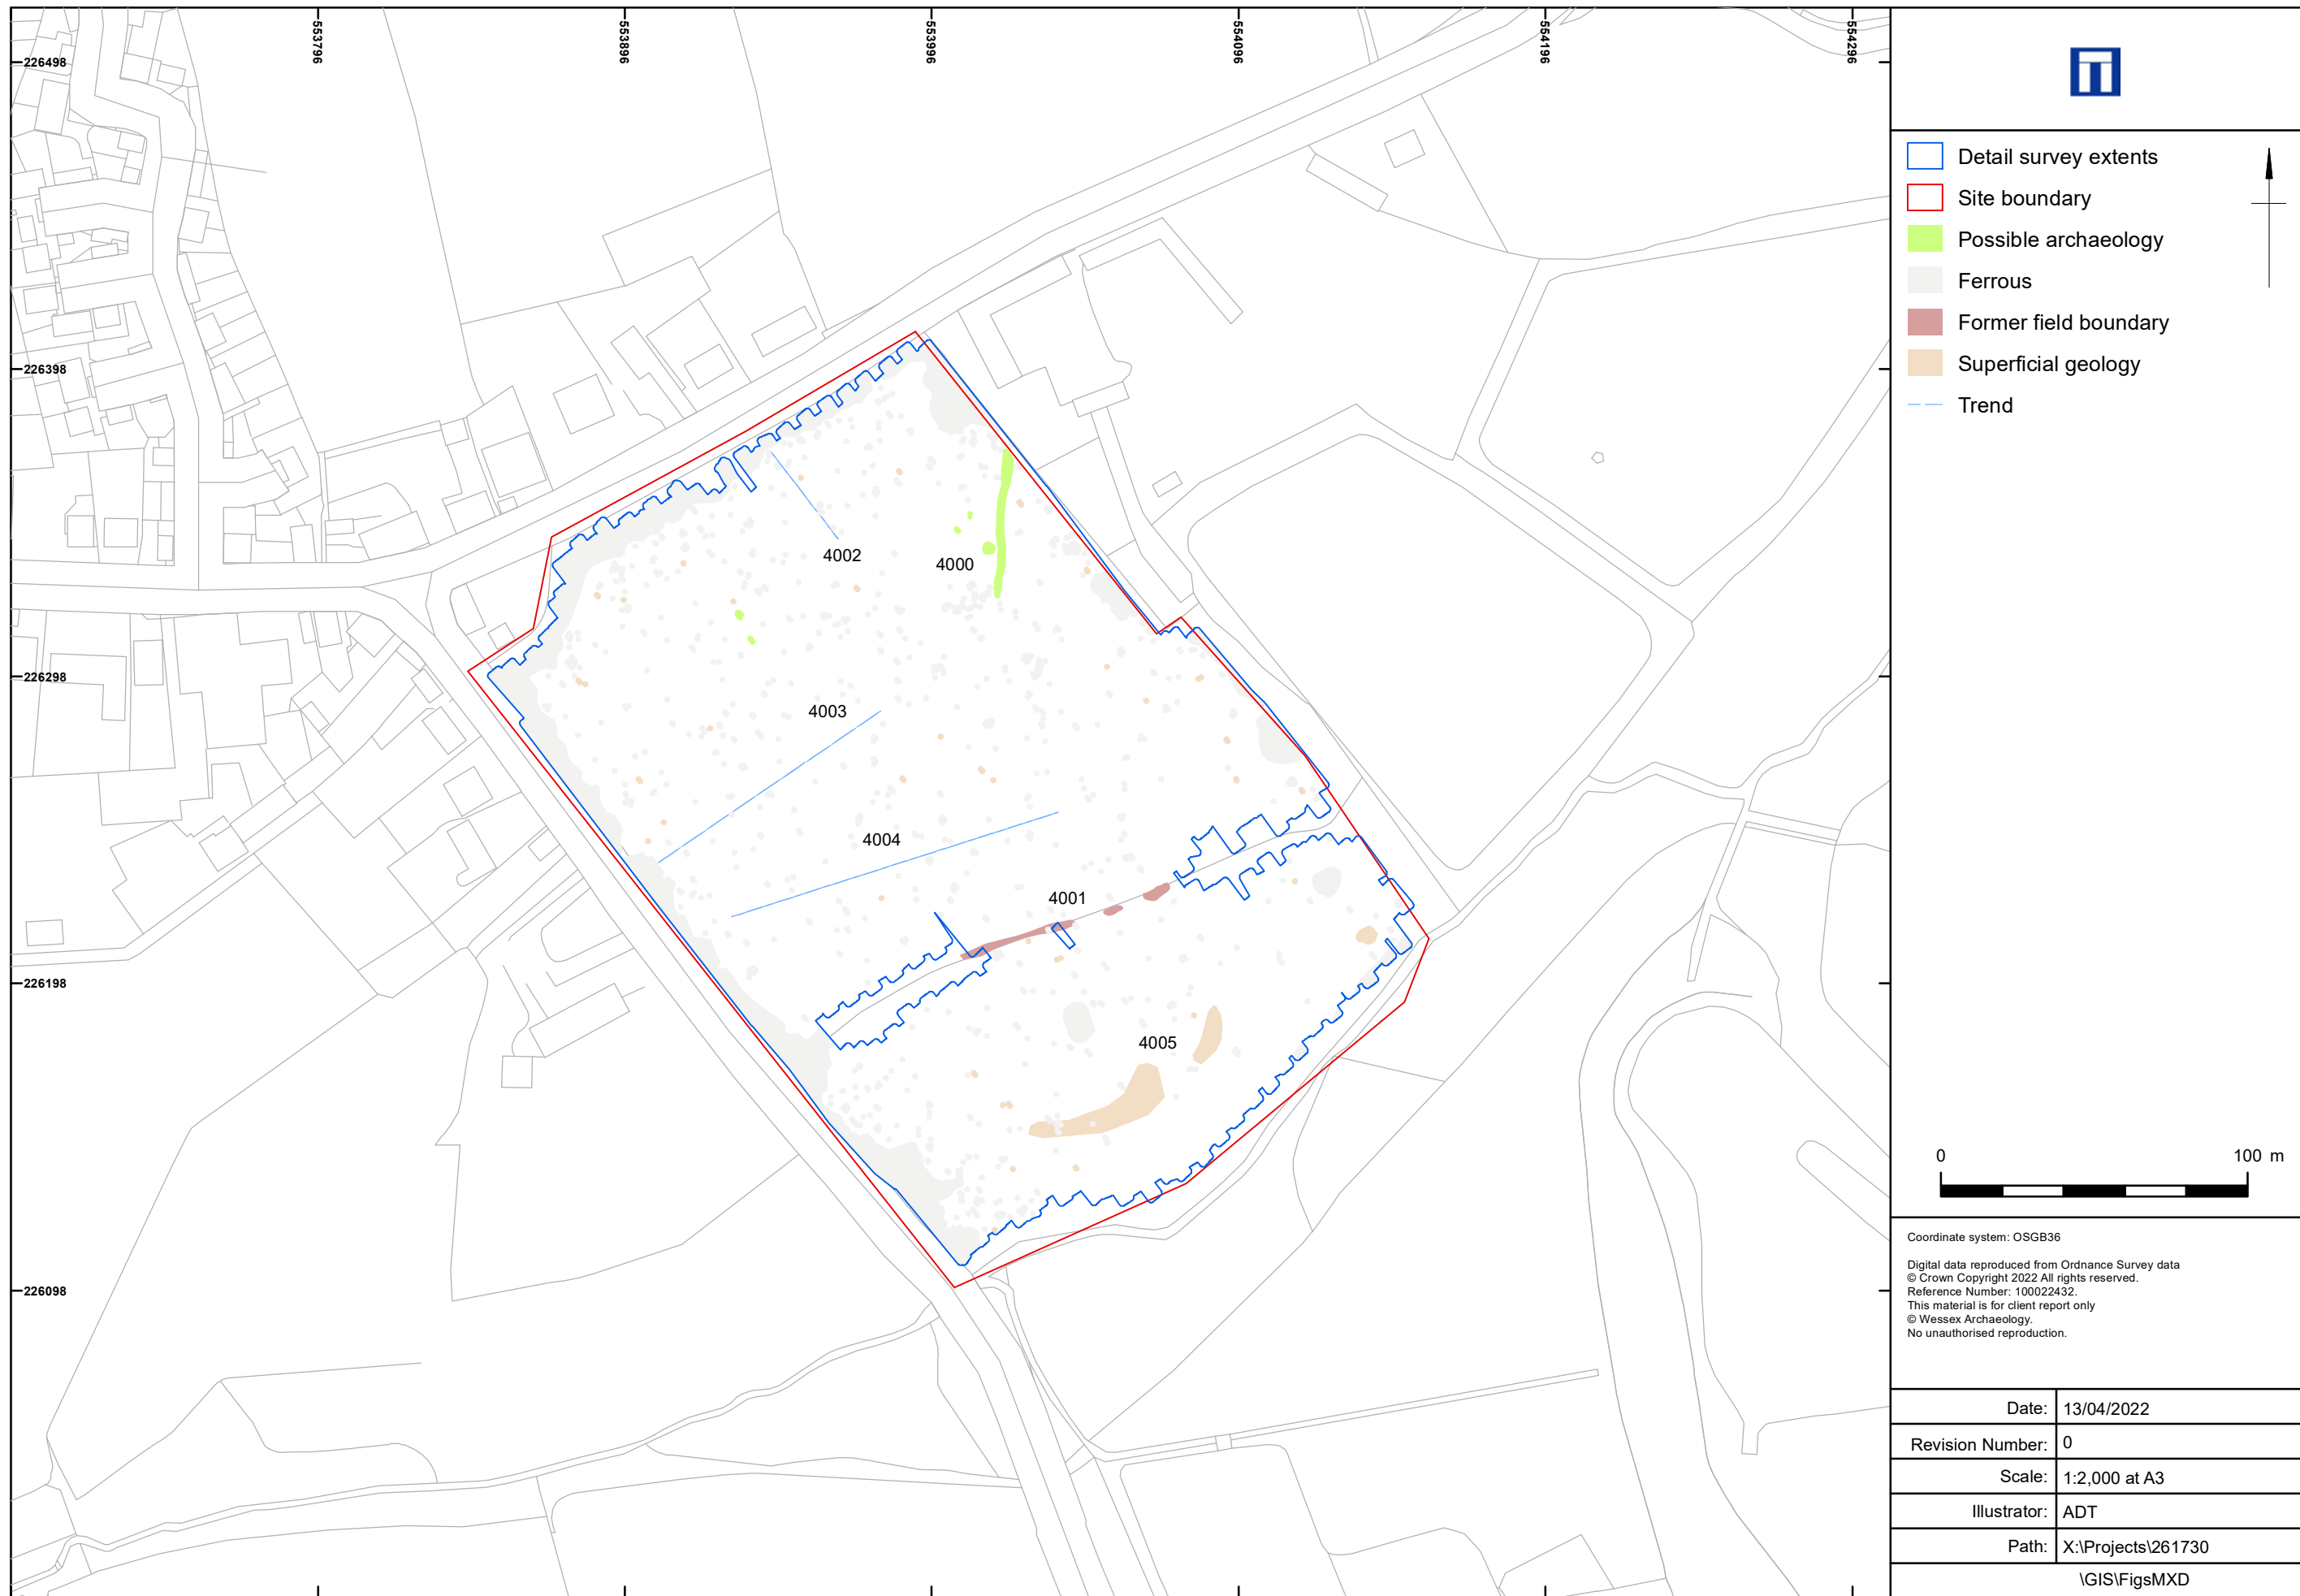 553796
553896
553996
554096
554196
554296
226498
226398
226298
226198
226098
4002
4000
4003
4004
4001
4005
Detail survey extents
Site boundary
Possible archaeology
Ferrous
Former field boundary
Superficial geology
Trend
0 100 m
Coordinate system: OSGB36
Digital data reproduced from Ordnance Survey data
© Crown Copyright 2022 All rights reserved.
Reference Number: 100022432.
This material is for client report only
© Wessex Archaeology.
No unauthorised reproduction.
Date: 13/04/2022
Revision Number: 0
Scale: 1:2,000 at A3
Illustrator: ADT
Path: X:\Projects\261730
\GIS\FigsMXD